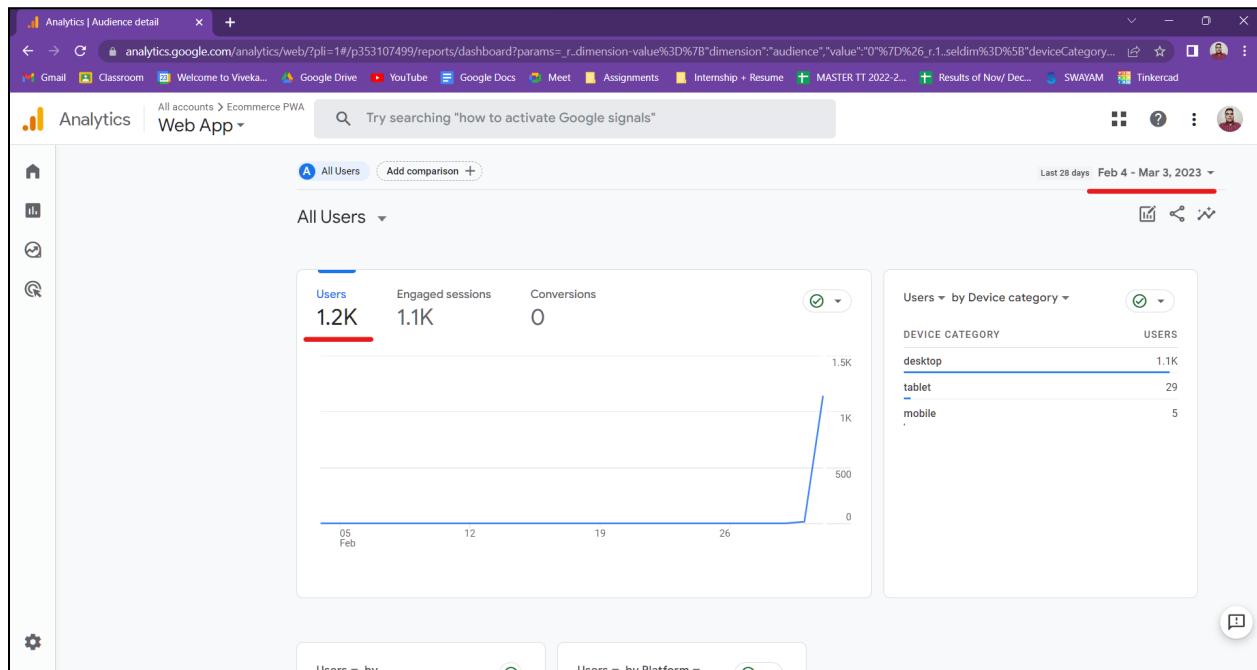 Analytics | Audience detail
analytics.google.com/analytics/web/?pli=1#/p353107499/reports/dashboard?params=_r..dimension-value%3D%7B"dimension":"audience","value":"0"%7D%26_r.1..seldim%3D%5B"deviceCategory...
Gmail Classroom Welcome to Viveka... Google Drive YouTube Google Docs Meet Assignments Internship + Resume MASTER TT 2022-2... Results of Nov/ Dec... SWAYAM Tinkercad
All accounts > Ecommerce PWA
Analytics Web App
Try searching "how to activate Google signals"
A All Users Add comparison +
Last 28 days Feb 4 - Mar 3, 2023
All Users
Users Engaged sessions Conversions
1.2K 1.1K 0
1.5K
1K
500
0
05 12 19 26
Feb
Users by Device category
DEVICE CATEGORY USERS
desktop 1.1K
tablet 29
mobile 5
Users by
Users by Platform